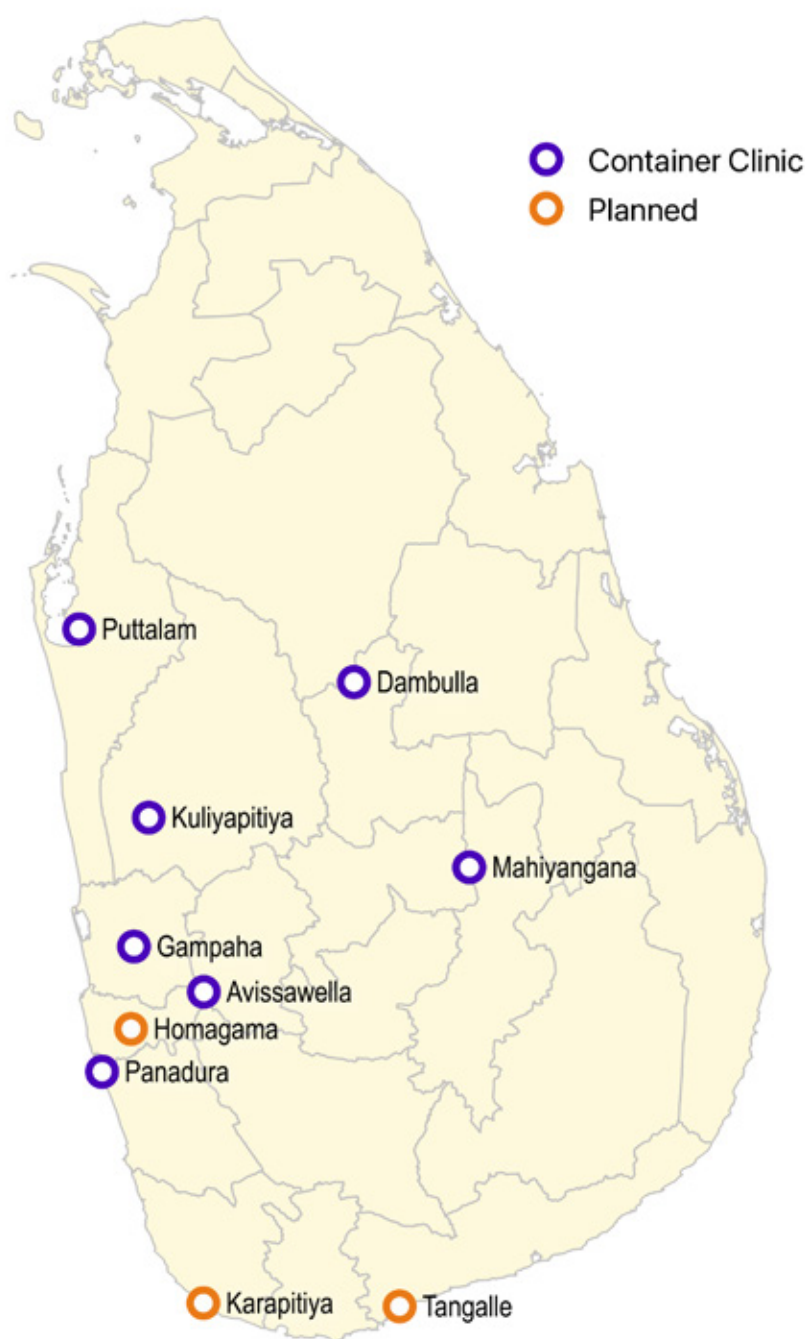 Container Clinic
Planned
Puttalam
Dambulla
Kuliyapitiya
Mahiyangana
Gampaha
Avissawella
Homagama
Panadura
Karapitiya
Tangalle